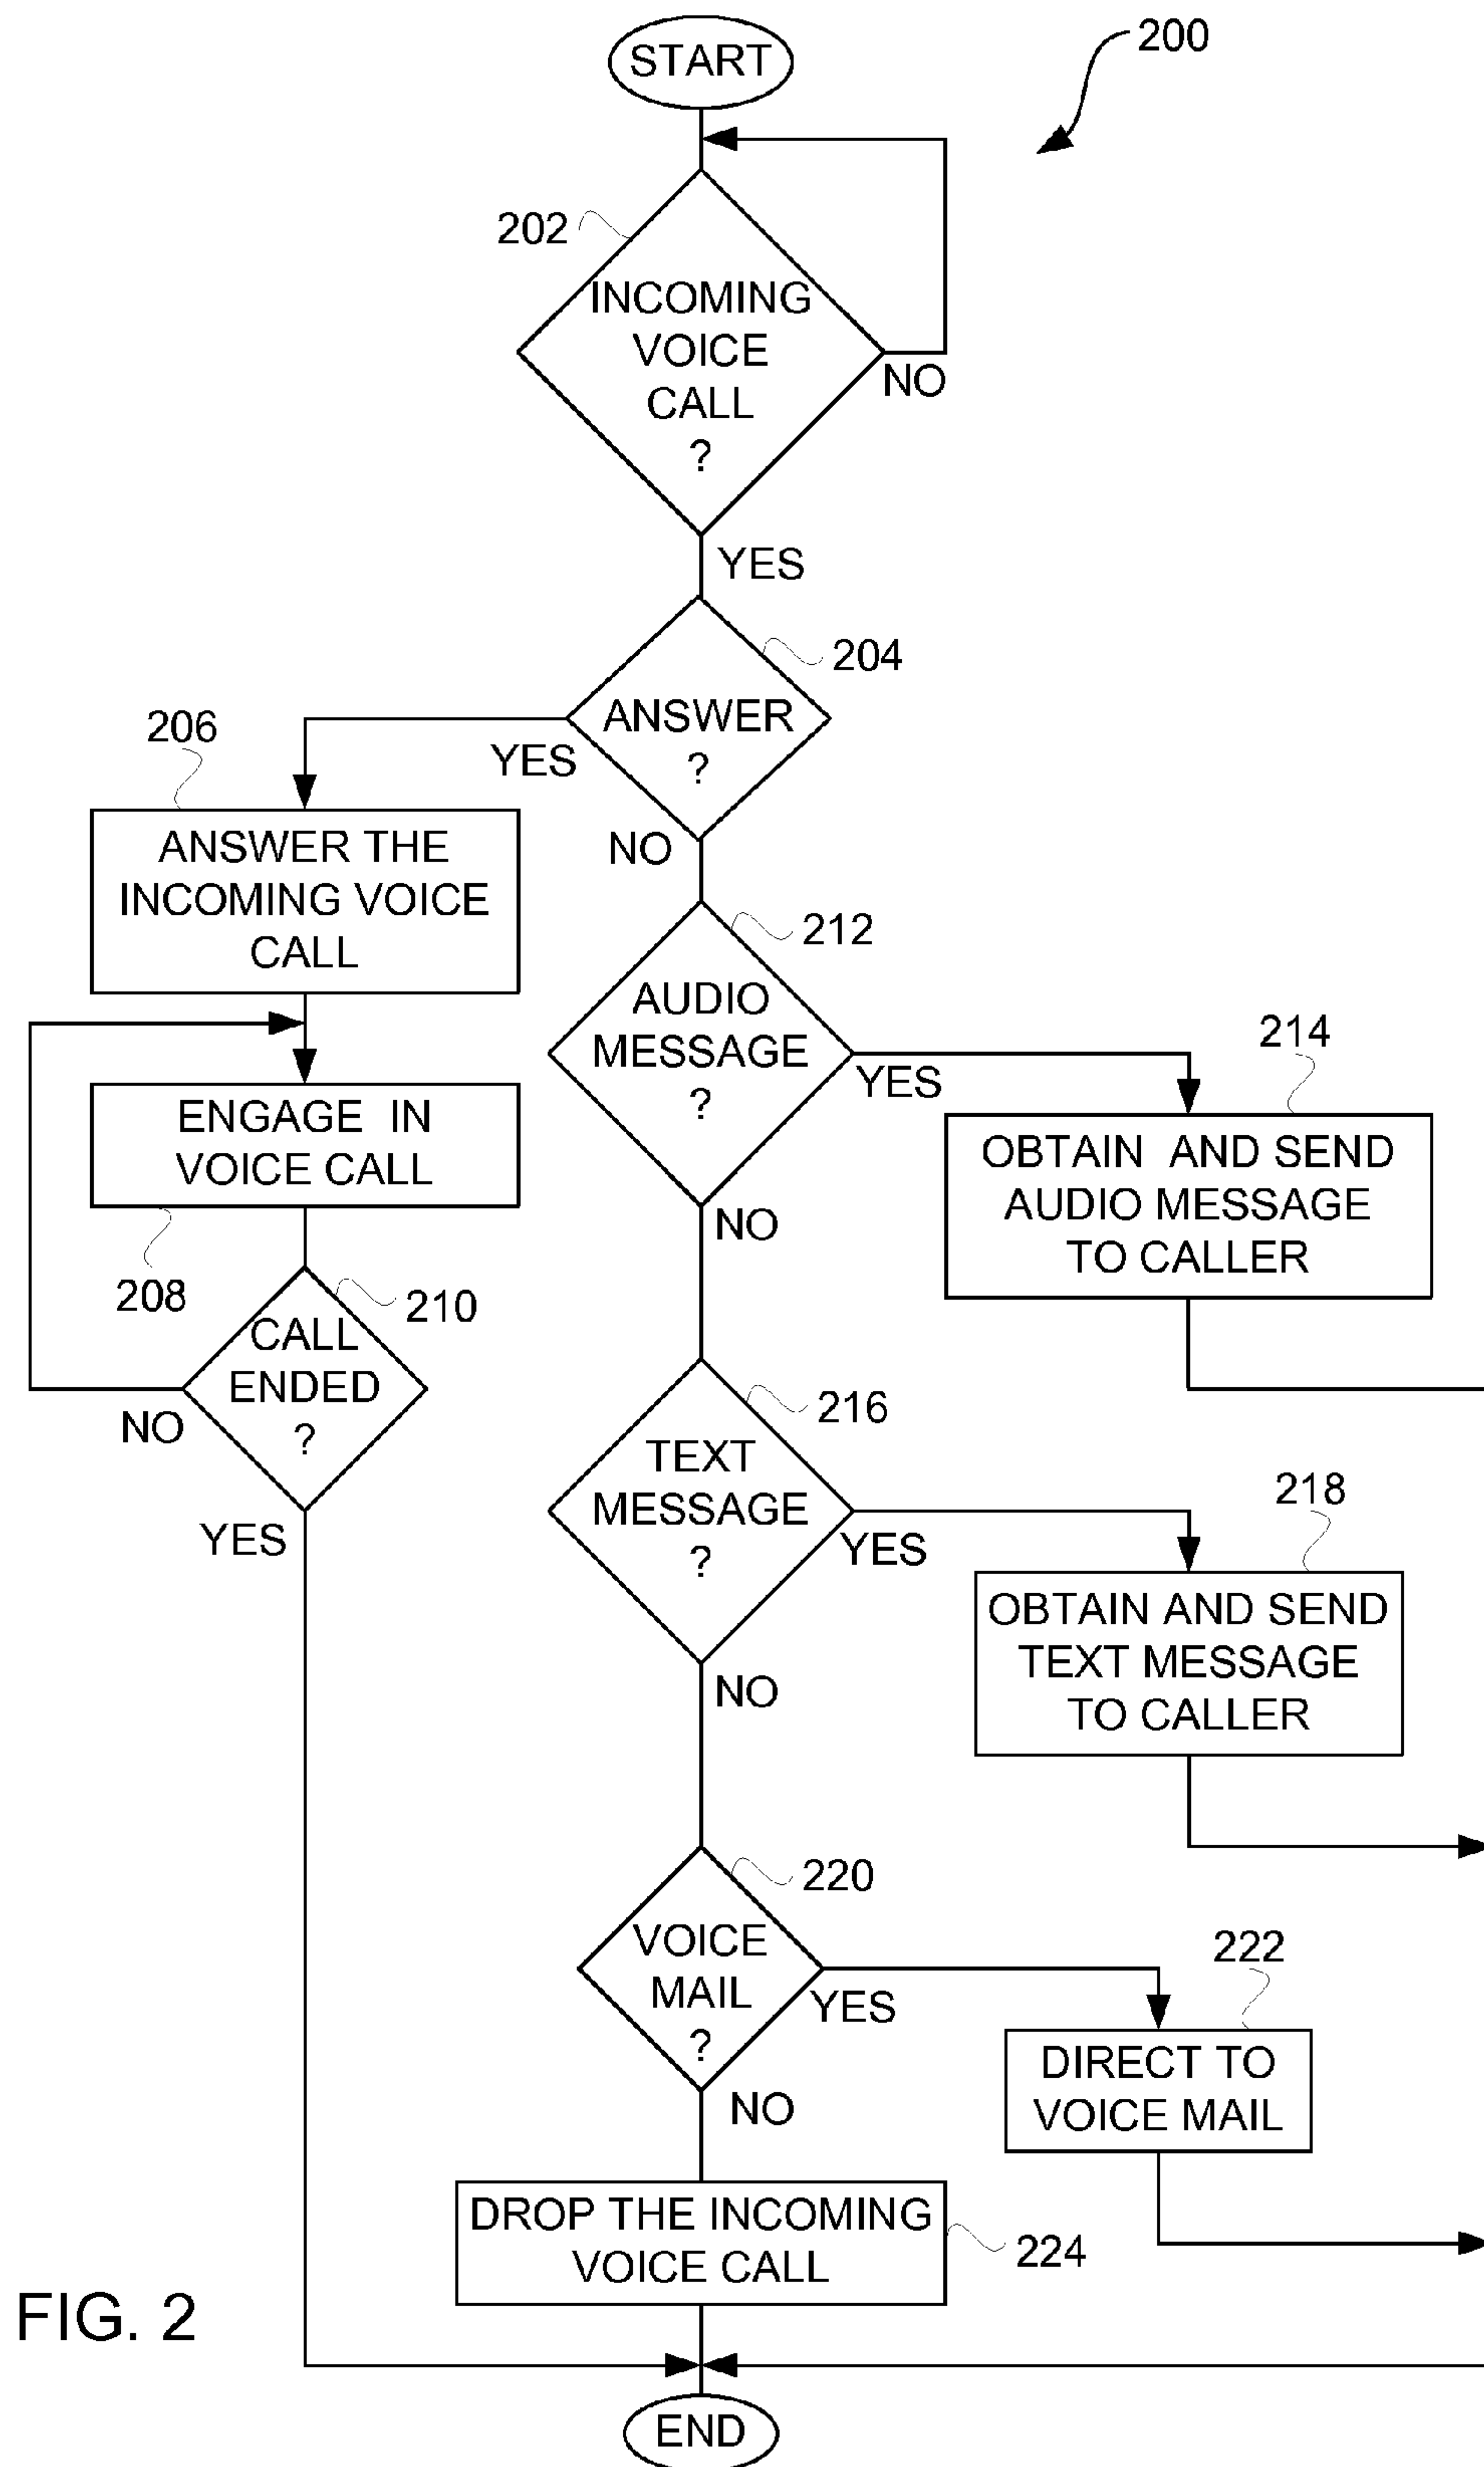 START
200
202
INCOMING
VOICE
CALL
?
NO
YES
204
ANSWER
?
YES
NO
206
ANSWER THE
INCOMING VOICE
CALL
212
AUDIO
MESSAGE
?
YES
NO
214
OBTAIN AND SEND
AUDIO MESSAGE
TO CALLER
ENGAGE IN
VOICE CALL
208
210
CALL
ENDED
?
NO
YES
216
TEXT
MESSAGE
?
YES
NO
218
OBTAIN AND SEND
TEXT MESSAGE
TO CALLER
220
VOICE
MAIL
?
YES
NO
222
DIRECT TO
VOICE MAIL
DROP THE INCOMING
VOICE CALL
224
FIG. 2
END